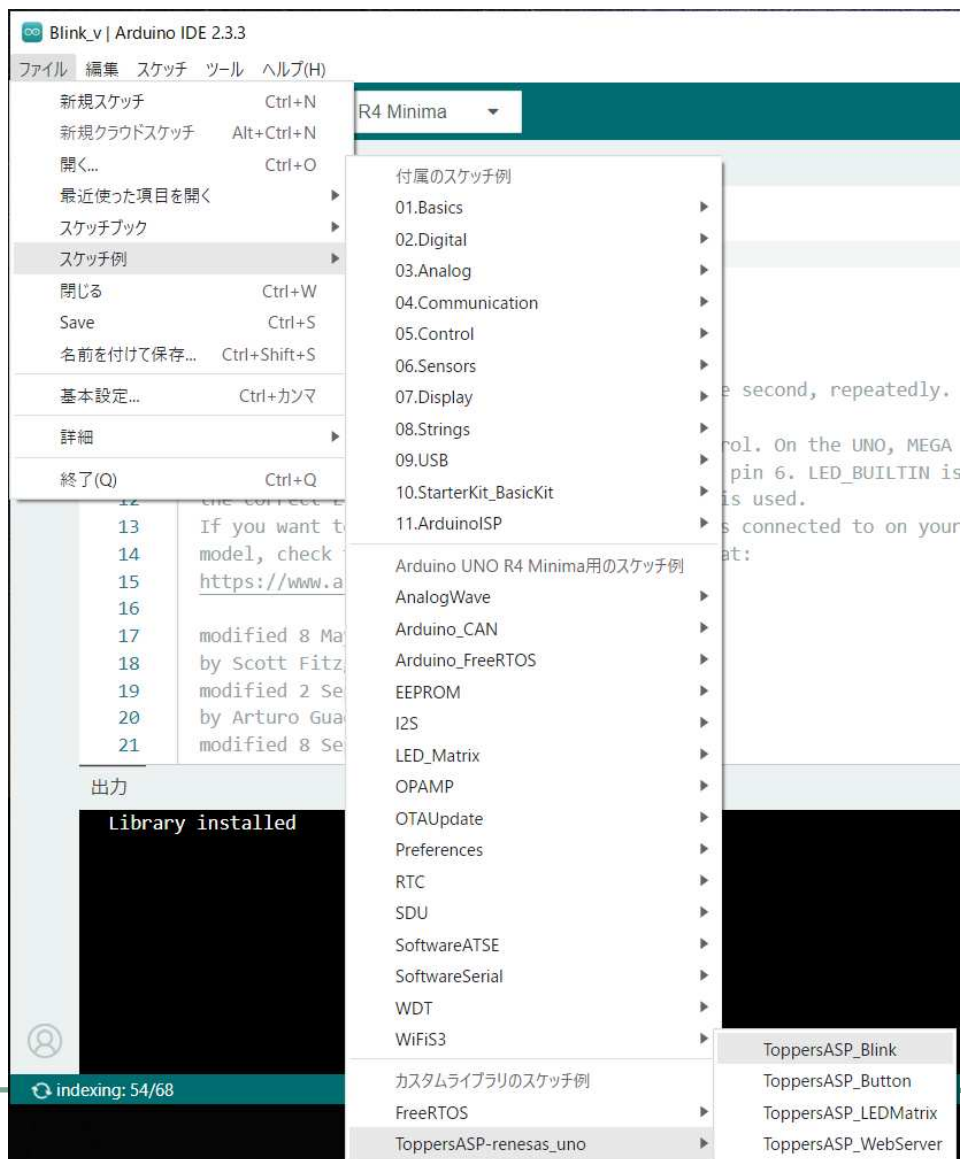 Blink_v | Arduino IDE 2.3.3
ファイル 編集 スケッチ ツール ヘルプ(H)
新規スケッチ Ctrl+N
新規クラウドスケッチ Alt+Ctrl+N
開く... Ctrl+O
最近使った項目を開く
スケッチブック
スケッチ例
閉じる Ctrl+W
Save Ctrl+S
名前を付けて保存... Ctrl+Shift+S
基本設定... Ctrl+カンマ
詳細
終了(Q) Ctrl+Q
R4 Minima
付属のスケッチ例
01.Basics
02.Digital
03.Analog
04.Communication
05.Control
06.Sensors
07.Display
08.Strings
09.USB
10.StarterKit_BasicKit
11.ArduinoISP
Arduino UNO R4 Minima用のスケッチ例
AnalogWave
Arduino_CAN
Arduino_FreeRTOS
EEPROM
I2S
LED_Matrix
OPAMP
OTAUpdate
Preferences
RTC
SDU
SoftwareATSE
SoftwareSerial
WDT
WiFiS3
カスタムライブラリのスケッチ例
FreeRTOS
ToppersASP-renesas_uno
ToppersASP_Blink
ToppersASP_Button
ToppersASP_LEDMatrix
ToppersASP_WebServer
e second, repeatedly.
rol. On the UNO, MEGA
pin 6. LED_BUILTIN is
12 the correct is used.
13 If you want t s connected to on your
14 model, check at:
15 https://www.a
16
17 modified 8 Ma
18 by Scott Fitz
19 modified 2 Se
20 by Arturo Gua
21 modified 8 Se
出力
Library installed
indexing: 54/68